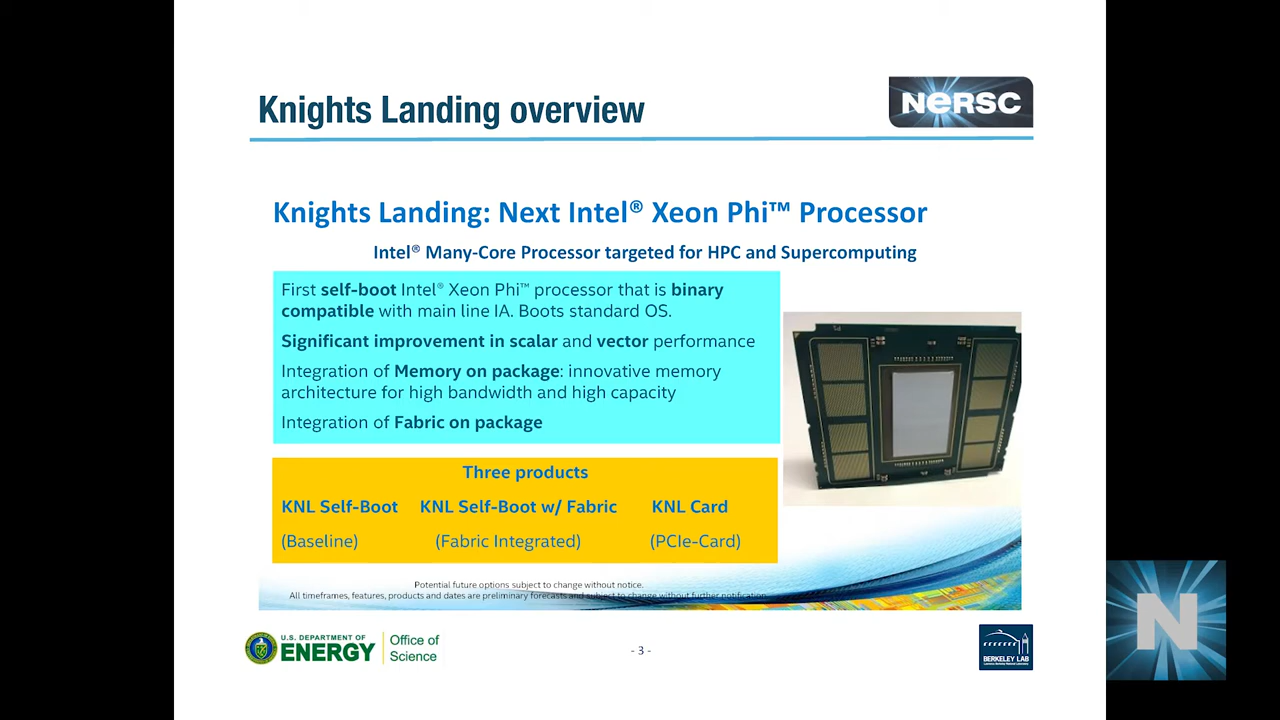 Knights Landing overview
NERSC
Knights Landing: Next Intel® Xeon Phi™ Processor
Intel® Many-Core Processor targeted for HPC and Supercomputing
First self-boot Intel® Xeon Phi™ processor that is binary
compatible with main line IA. Boots standard OS.
Significant improvement in scalar and vector performance
Integration of Memory on package: innovative memory
architecture for high bandwidth and high capacity
Integration of Fabric on package
Three products
KNL Self-Boot KNL Self-Boot w/ Fabric KNL Card
(Baseline) (Fabric Integrated) (PCIe-Card)
Potential future options subject to change without notice.
All timeframes, features, products and dates are preliminary forecasts and subject to change without further notification.
U.S. DEPARTMENT OF
ENERGY
Office of
Science
- 3 -
BERKELEY LAB
Lawrence Berkeley National Laboratory
N